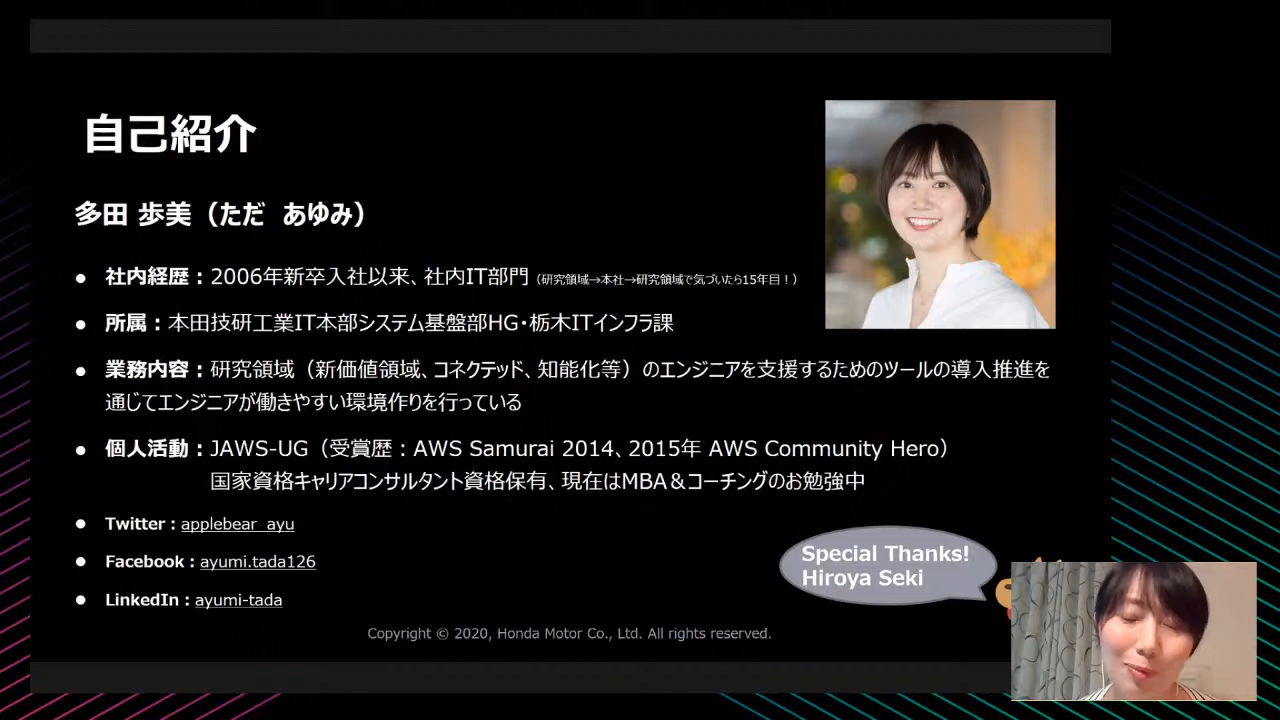 自己紹介
多田 歩美（ただ あゆみ）
● 社内経歴：2006年新卒入社以来、社内IT部門（研究領域→本社→研究領域で気づいたら15年目！）
● 所属：本田技研工業IT本部システム基盤部HG・栃木ITインフラ課
● 業務内容：研究領域（新価値領域、コネクテッド、知能化等）のエンジニアを支援するためのツールの導入推進を
通じてエンジニアが働きやすい環境作りを行っている
● 個人活動：JAWS-UG（受賞歴：AWS Samurai 2014、2015年 AWS Community Hero）
国家資格キャリアコンサルタント資格保有、現在はMBA＆コーチングのお勉強中
● Twitter：applebear_ayu
● Facebook：ayumi.tada126
● LinkedIn：ayumi-tada
Special Thanks!
Hiroya Seki
Copyright © 2020, Honda Motor Co., Ltd. All rights reserved.